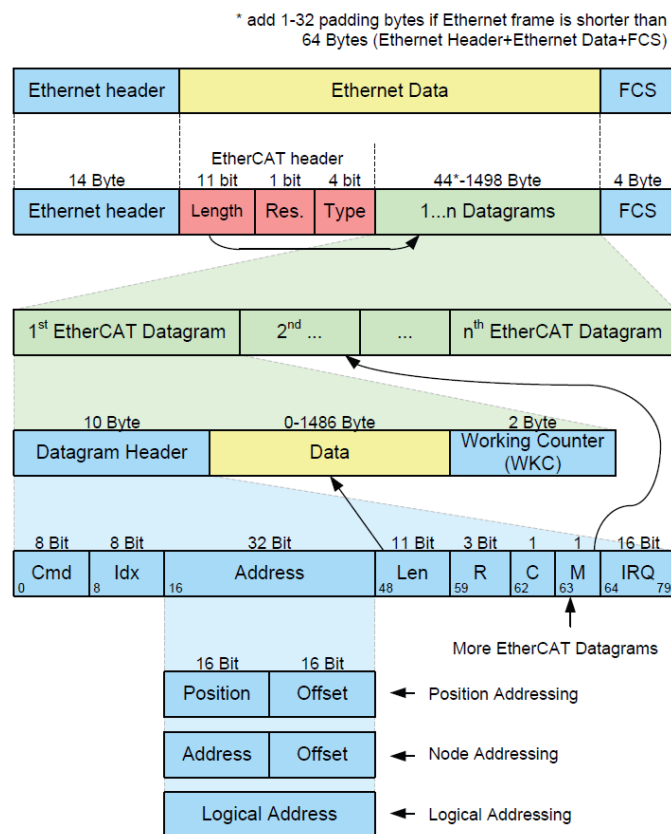 * add 1-32 padding bytes if Ethernet frame is shorter than
64 Bytes (Ethernet Header+Ethernet Data+FCS)
Ethernet header Ethernet Data FCS
EtherCAT header
14 Byte 11 bit 1 bit 4 bit 44*-1498 Byte 4 Byte
Ethernet header Length Res. Type 1...n Datagrams FCS
1st EtherCAT Datagram 2nd ... ... nth EtherCAT Datagram
10 Byte 0-1486 Byte 2 Byte
Datagram Header Data Working Counter
(WKC)
8 Bit 8 Bit 32 Bit 11 Bit 3 Bit 1 1 16 Bit
Cmd Idx Address Len R C M IRQ
0 8 16 48 59 62 63 64 79
More EtherCAT Datagrams
16 Bit 16 Bit
Position Offset Position Addressing
Address Offset Node Addressing
Logical Address Logical Addressing